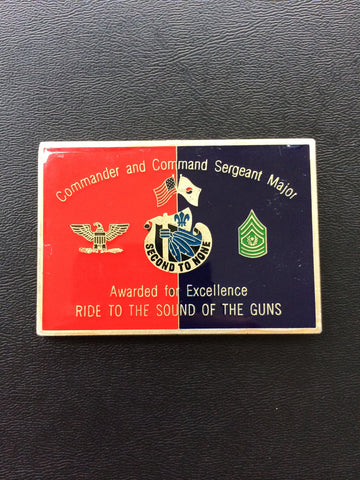 Commander and Command Sergeant Major
SECOND TO NONE
Awarded for Excellence
RIDE TO THE SOUND OF THE GUNS